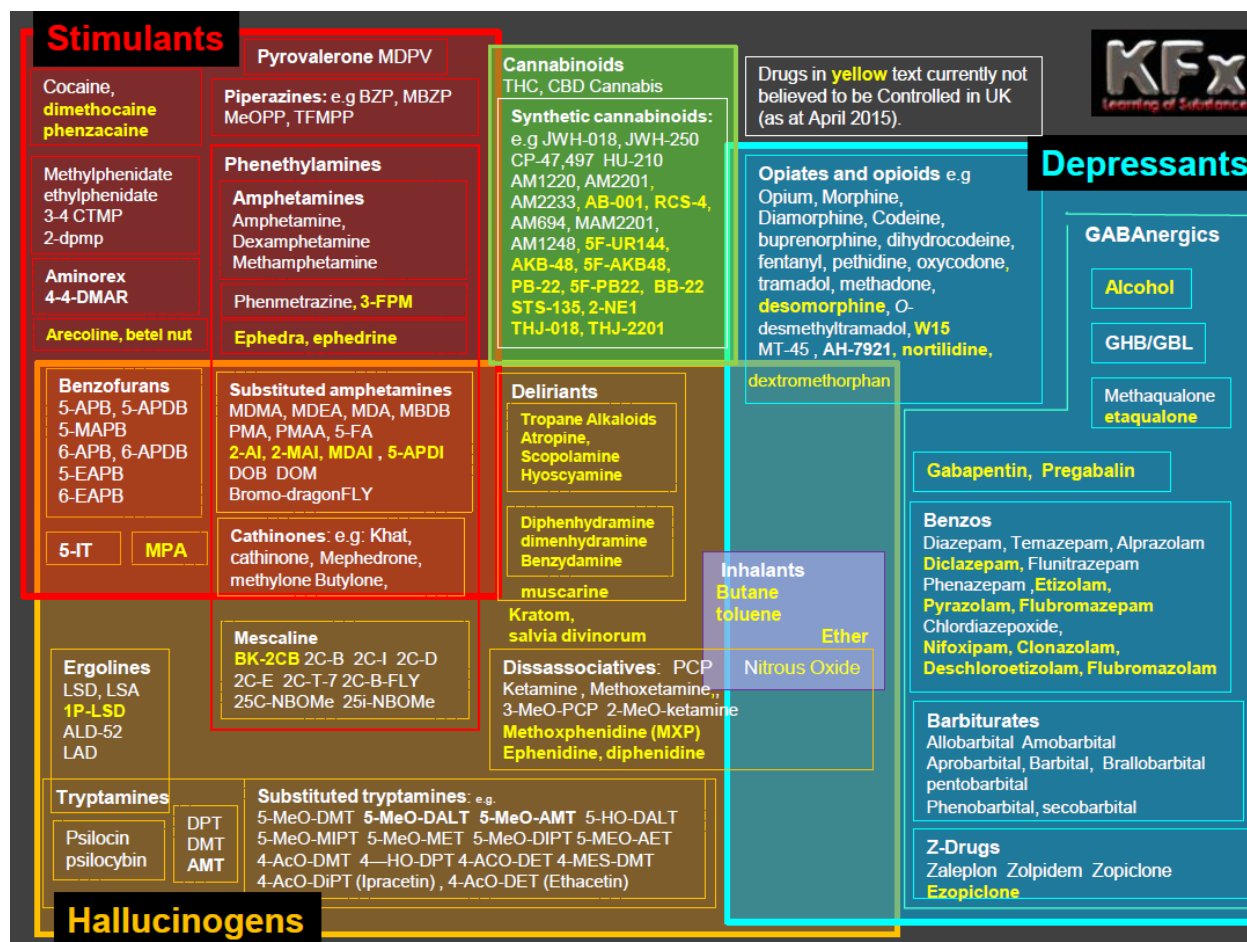 Stimulants
Pyrovalerone MDPV
Cocaine,
dimethocaine
phenzacaine
Piperazines: e.g BZP, MBZP
MeOPP, TFMPP
Methylphenidate
ethylphenidate
3-4 CTMP
2-dpmp
Phenethylamines
Amphetamines
Amphetamine,
Dexamphetamine
Methamphetamine
Aminorex
4-4-DMAR
Phenmetrazine, 3-FPM
Arecoline, betel nut
Ephedra, ephedrine
Cannabinoids
THC, CBD Cannabis
Synthetic cannabinoids:
e.g JWH-018, JWH-250
CP-47,497 HU-210
AM1220, AM2201,
AM2233, AB-001, RCS-4,
AM694, MAM2201,
AM1248, 5F-UR144,
AKB-48, 5F-AKB48,
PB-22, 5F-PB22, BB-22
STS-135, 2-NE1
THJ-018, THJ-2201
Drugs in yellow text currently not
believed to be Controlled in UK
(as at April 2015).
KFx
Learning of Substance
Depressants
Opiates and opioids e.g
Opium, Morphine,
Diamorphine, Codeine,
buprenorphine, dihydrocodeine,
fentanyl, pethidine, oxycodone,
tramadol, methadone,
desomorphine, O-
desmethyltramadol, W15
MT-45 , AH-7921, nortilidine,
dextromethorphan
GABAnergics
Alcohol
GHB/GBL
Methaqualone
etaqualone
Gabapentin, Pregabalin
Benzos
Diazepam, Temazepam, Alprazolam
Diclazepam, Flunitrazepam
Phenazepam ,Etizolam,
Pyrazolam, Flubromazepam
Chlordiazepoxide,
Nifoxipam, Clonazolam,
Deschloroetizolam, Flubromazolam
Barbiturates
Allobarbital Amobarbital
Aprobarbital, Barbital, Brallobarbital
pentobarbital
Phenobarbital, secobarbital
Z-Drugs
Zaleplon Zolpidem Zopiclone
Ezopiclone
Benzofurans
5-APB, 5-APDB
5-MAPB
6-APB, 6-APDB
5-EAPB
6-EAPB
5-IT
MPA
Substituted amphetamines
MDMA, MDEA, MDA, MBDB
PMA, PMAA, 5-FA
2-AI, 2-MAI, MDAI , 5-APDI
DOB DOM
Bromo-dragonFLY
Cathinones: e.g: Khat,
cathinone, Mephedrone,
methylone Butylone,
Mescaline
BK-2CB 2C-B 2C-I 2C-D
2C-E 2C-T-7 2C-B-FLY
25C-NBOMe 25i-NBOMe
Deliriants
Tropane Alkaloids
Atropine,
Scopolamine
Hyoscyamine
Diphenhydramine
dimenhydramine
Benzydamine
muscarine
Kratom,
salvia divinorum
Inhalants
Butane
toluene
Ether
Nitrous Oxide
Dissassociatives: PCP
Ketamine , Methoxetamine,,
3-MeO-PCP 2-MeO-ketamine
Methoxphenidine (MXP)
Ephenidine, diphenidine
Ergolines
LSD, LSA
1P-LSD
ALD-52
LAD
Tryptamines
Psilocin
psilocybin
DPT
DMT
AMT
Substituted tryptamines: e.g.
5-MeO-DMT 5-MeO-DALT 5-MeO-AMT 5-HO-DALT
5-MeO-MIPT 5-MeO-MET 5-MeO-DIPT 5-MEO-AET
4-AcO-DMT 4—HO-DPT 4-ACO-DET 4-MES-DMT
4-AcO-DiPT (Ipracetin) , 4-AcO-DET (Ethacetin)
Hallucinogens